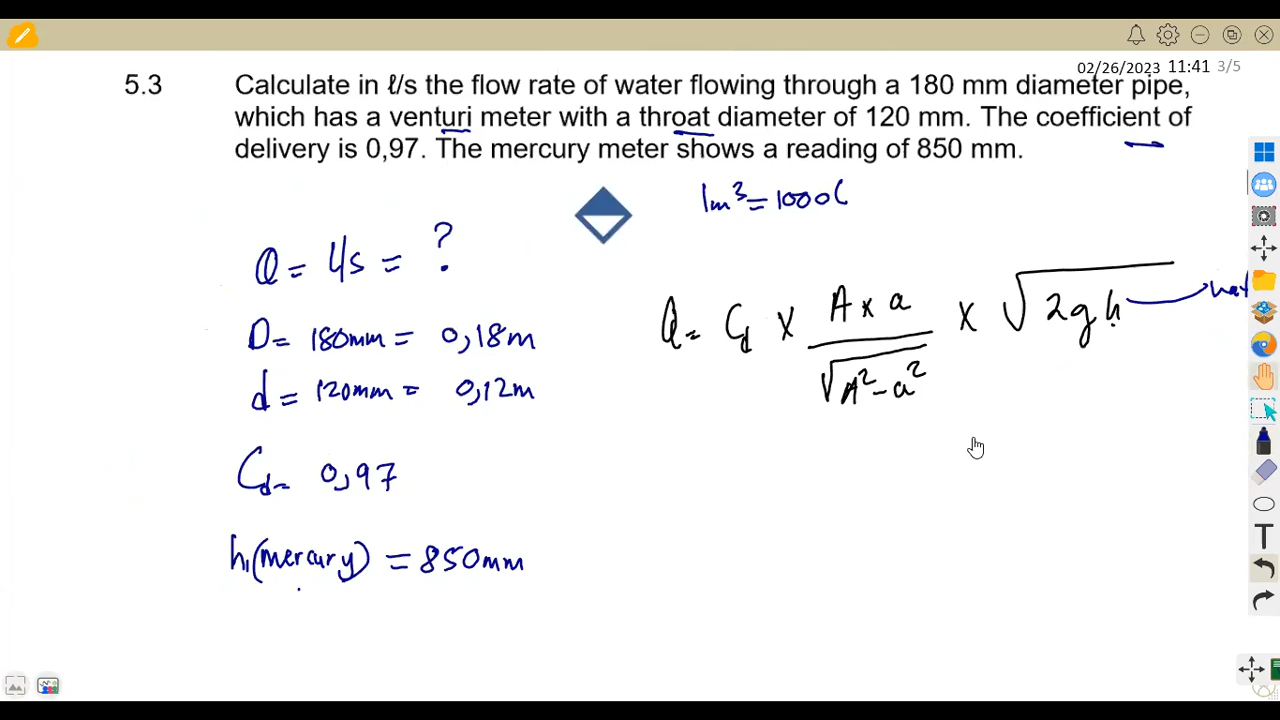 02/26/2023 11:41 3/5
5.3 Calculate in ℓ/s the flow rate of water flowing through a 180 mm diameter pipe,
which has a venturi meter with a throat diameter of 120 mm. The coefficient of
delivery is 0,97. The mercury meter shows a reading of 850 mm.
1m³ = 1000l
Q = l/s = ?
Q = Cd × A × a / √A² - a² × √2gh
D = 180mm = 0,18m
d = 120mm = 0,12m
Cd = 0,97
h₁(mercury) = 850mm
T